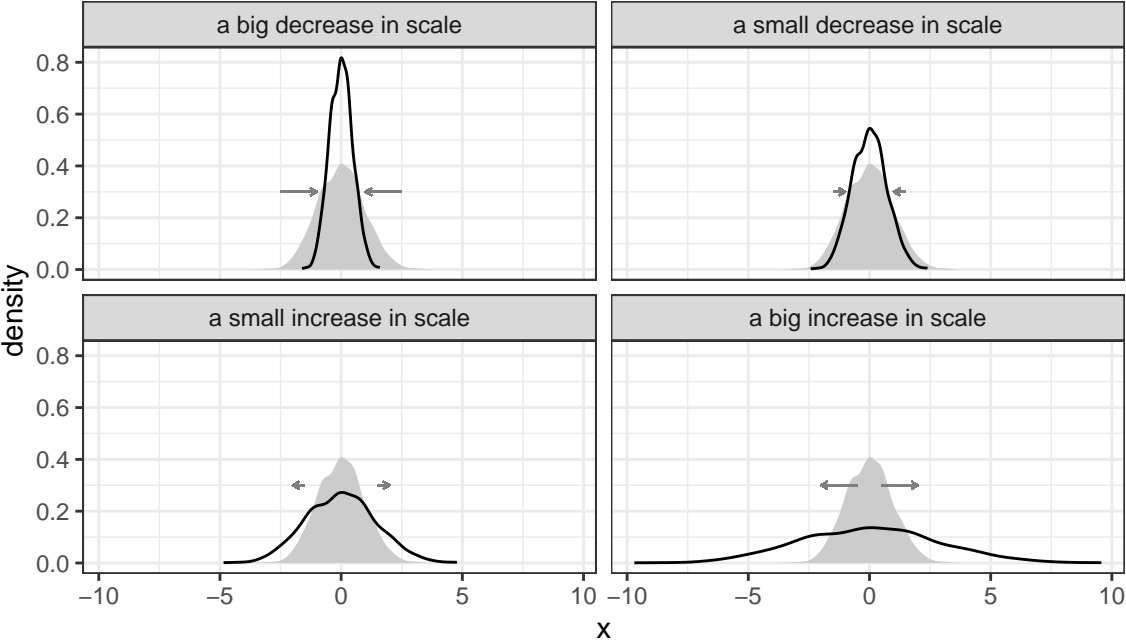 a big decrease in scale
a small decrease in scale
0.8
0.6
0.4
0.2
0.0
a small increase in scale
a big increase in scale
0.8
0.6
0.4
0.2
0.0
density
−10 −5 0 5 10
−10 −5 0 5 10
x